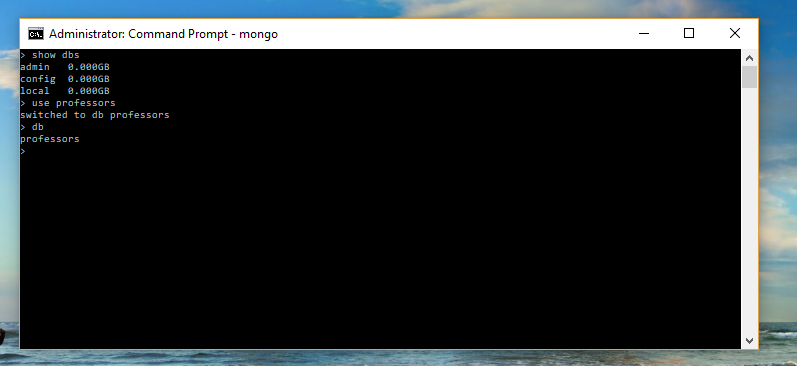 Administrator: Command Prompt - mongo
> show dbs
admin   0.000GB
config  0.000GB
local   0.000GB
> use professors
switched to db professors
> db
professors
>